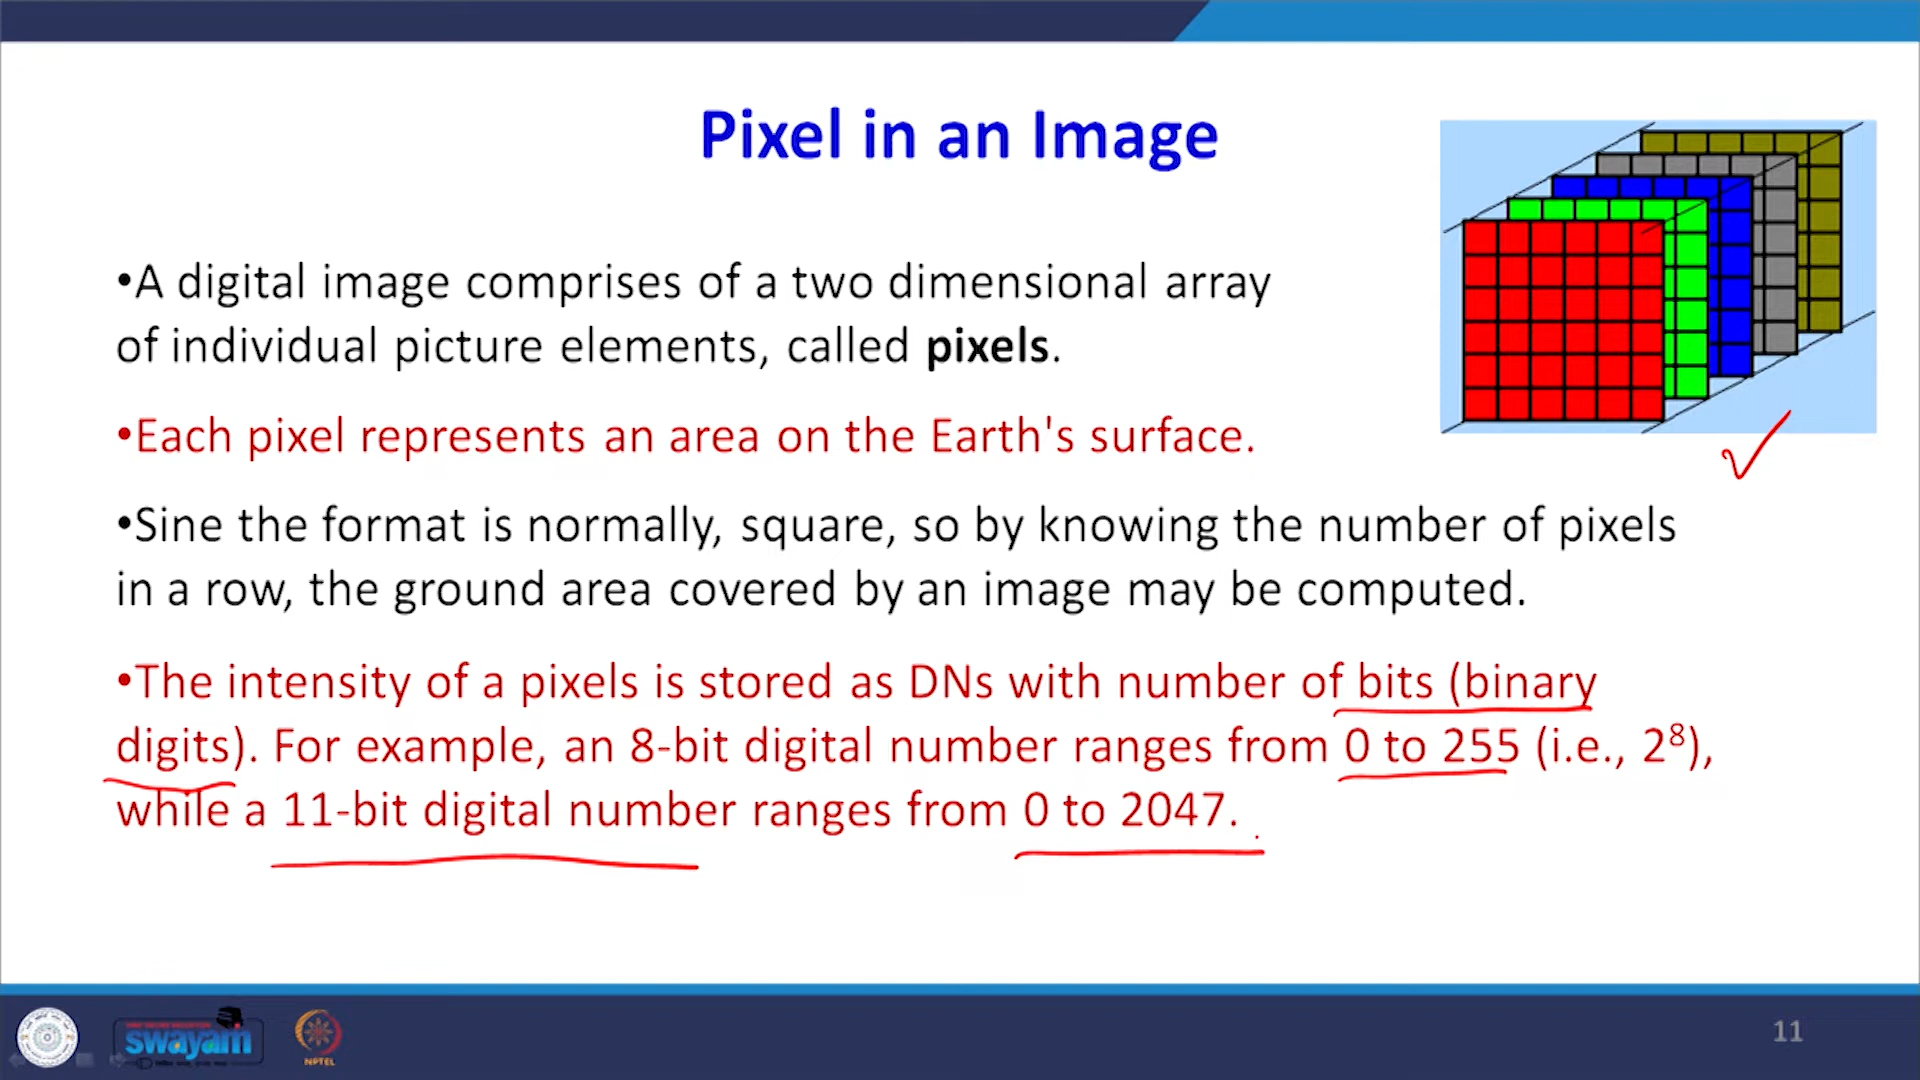 Pixel in an Image
•A digital image comprises of a two dimensional array
of individual picture elements, called pixels.
•Each pixel represents an area on the Earth's surface.
•Sine the format is normally, square, so by knowing the number of pixels
in a row, the ground area covered by an image may be computed.
•The intensity of a pixels is stored as DNs with number of bits (binary
digits). For example, an 8-bit digital number ranges from 0 to 255 (i.e., 2⁸),
while a 11-bit digital number ranges from 0 to 2047.
swayam
NPTEL
11